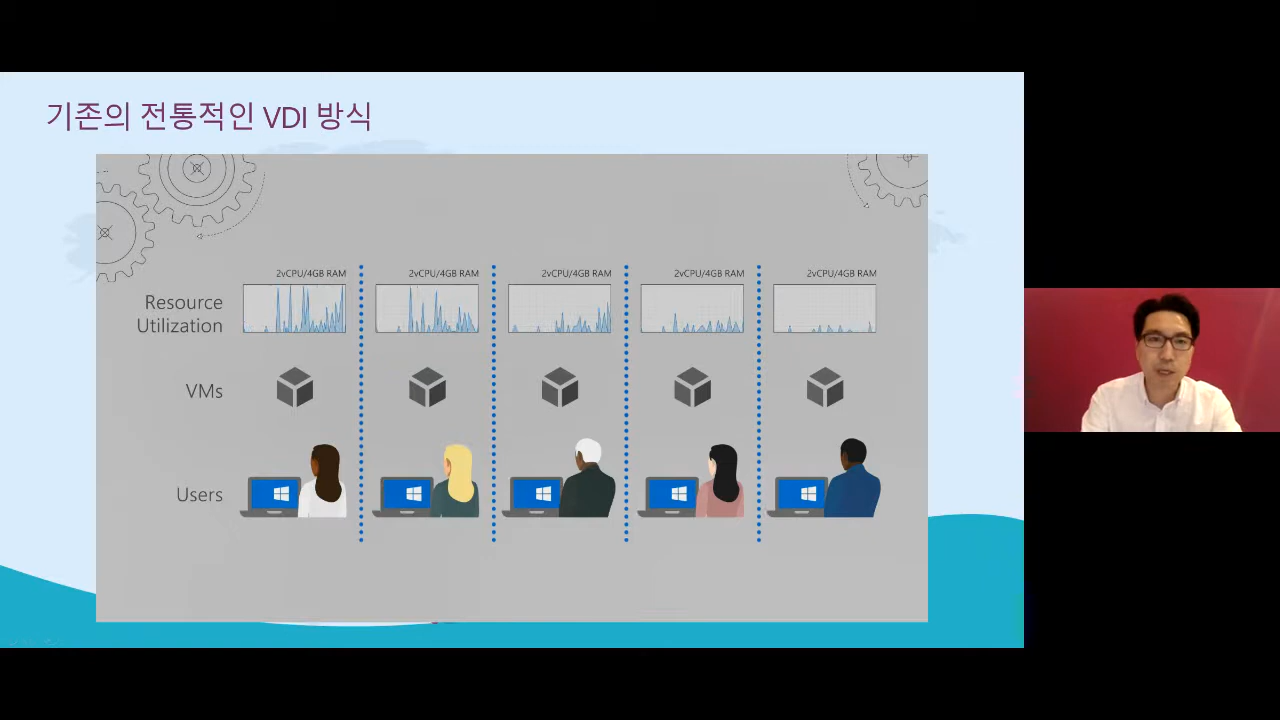 기존의 전통적인 VDI 방식
2vCPU/4GB RAM 2vCPU/4GB RAM 2vCPU/4GB RAM 2vCPU/4GB RAM 2vCPU/4GB RAM
Resource
Utilization
VMs
Users